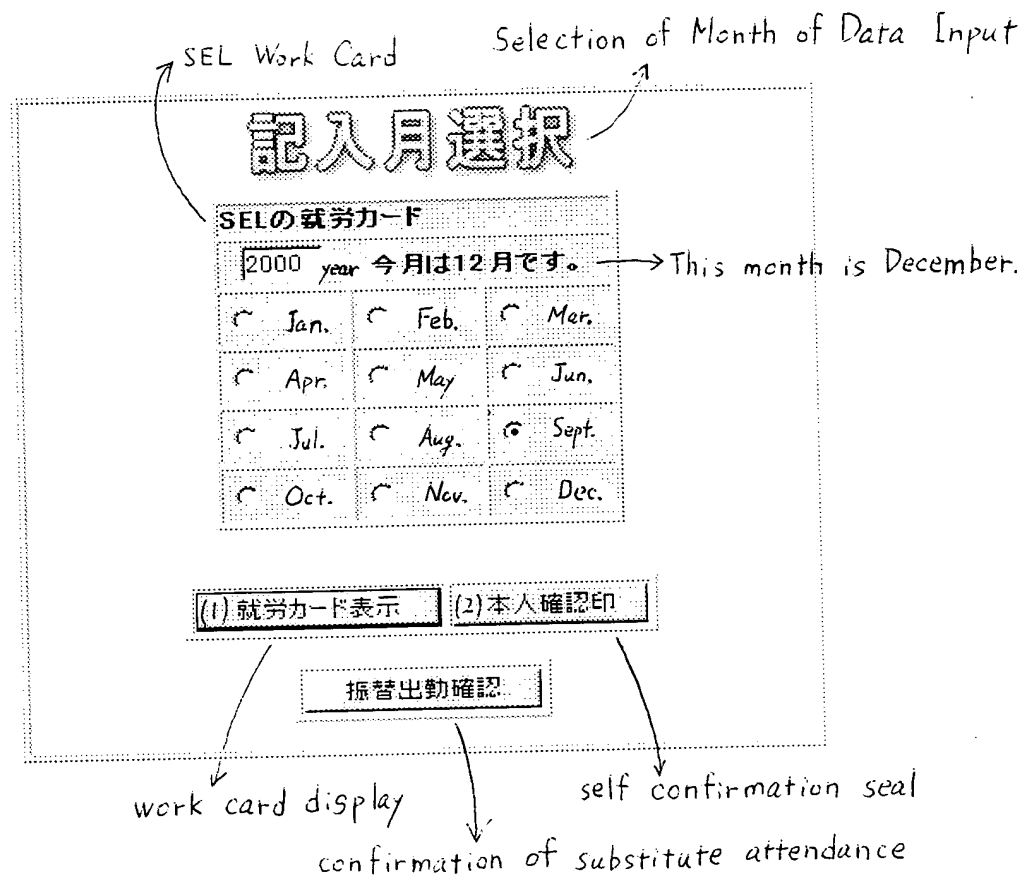 SEL Work Card
Selection of Month of Data Input
記入月選択
SELの就労カード
2000 year 今月は12月です。
This month is December.
Jan. Feb. Mar.
Apr. May Jun.
Jul. Aug. Sept.
Oct. Nov. Dec.
(1) 就労カード表示 (2) 本人確認印
振替出勤確認
work card display
self confirmation seal
confirmation of substitute attendance